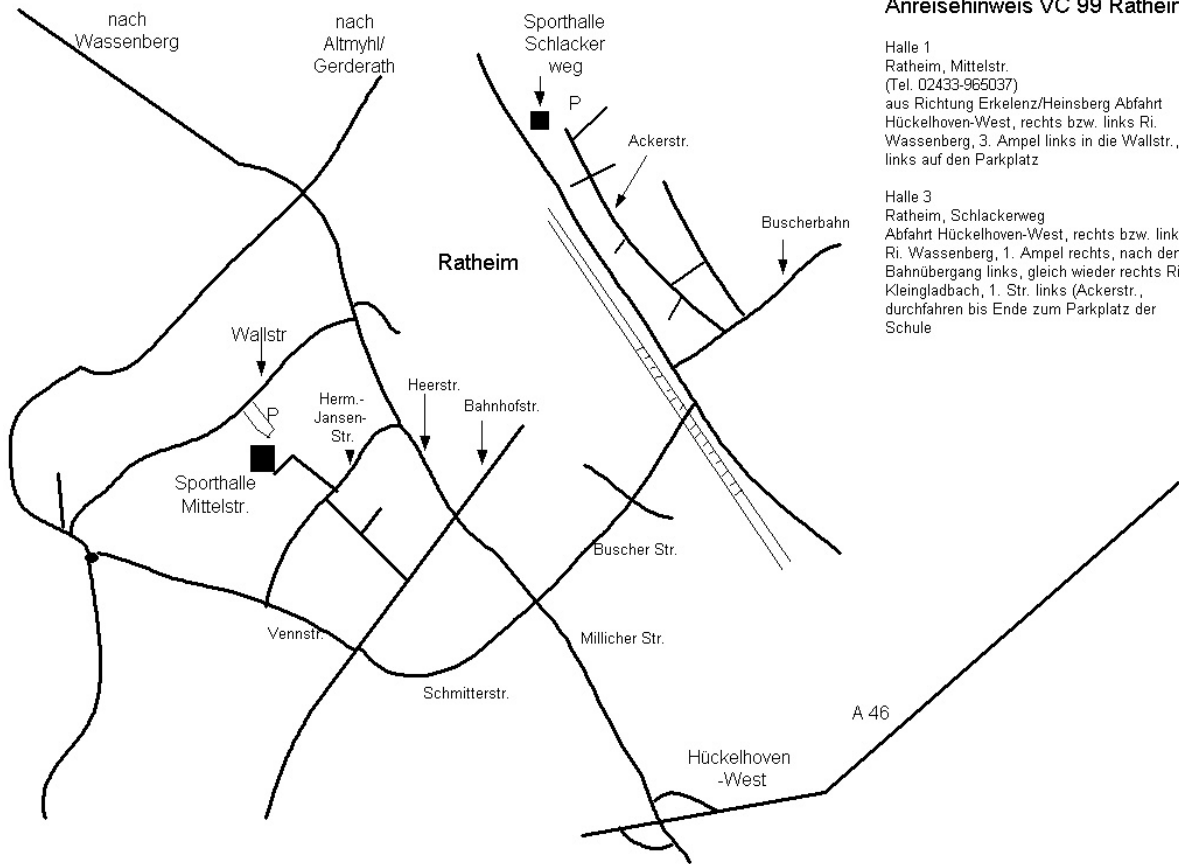 nach
Wassenberg
nach
Altmyhl/
Gerderath
Sporthalle
Schlacker
weg
P
Ackerstr.
Buscherbahn
Ratheim
Wallstr
P
Herm.-
Jansen-
Str.
Heerstr.
Bahnhofstr.
Sporthalle
Mittelstr.
Buscher Str.
Vennstr.
Millicher Str.
Schmitterstr.
A 46
Hückelhoven
-West
Anreisehinweis VC 99 Ratheim
Halle 1
Ratheim, Mittelstr.
(Tel. 02433-965037)
aus Richtung Erkelenz/Heinsberg Abfahrt
Hückelhoven-West, rechts bzw. links Ri.
Wassenberg, 3. Ampel links in die Wallstr.,
links auf den Parkplatz
Halle 3
Ratheim, Schlackerweg
Abfahrt Hückelhoven-West, rechts bzw. link
Ri. Wassenberg, 1. Ampel rechts, nach der
Bahnübergang links, gleich wieder rechts Ri
Kleingladbach, 1. Str. links (Ackerstr.,
durchfahren bis Ende zum Parkplatz der
Schule